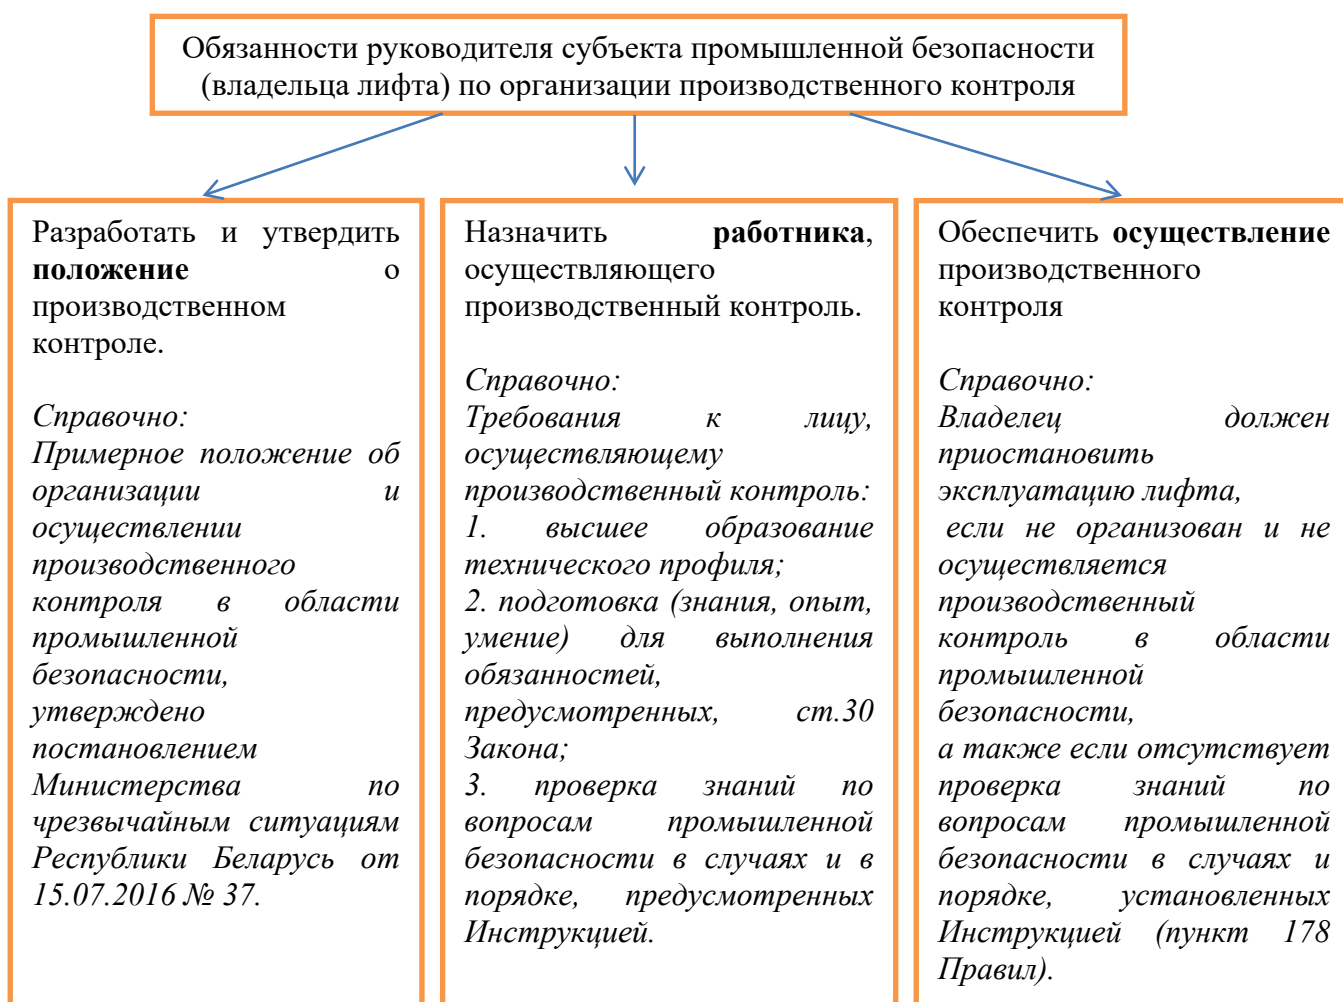 Обязанности руководителя субъекта промышленной безопасности
(владельца лифта) по организации производственного контроля
Разработать и утвердить
положение о
производственном
контроле.
Справочно:
Примерное положение об
организации и
осуществлении
производственного
контроля в области
промышленной
безопасности,
утверждено
постановлением
Министерства по
чрезвычайным ситуациям
Республики Беларусь от
15.07.2016 № 37.
Назначить работника,
осуществляющего
производственный контроль.
Справочно:
Требования к лицу,
осуществляющему
производственный контроль:
1. высшее образование
технического профиля;
2. подготовка (знания, опыт,
умение) для выполнения
обязанностей,
предусмотренных, ст.30
Закона;
3. проверка знаний по
вопросам промышленной
безопасности в случаях и в
порядке, предусмотренных
Инструкцией.
Обеспечить осуществление
производственного
контроля
Справочно:
Владелец должен
приостановить
эксплуатацию лифта,
если не организован и не
осуществляется
производственный
контроль в области
промышленной
безопасности,
а также если отсутствует
проверка знаний по
вопросам промышленной
безопасности в случаях и
порядке, установленных
Инструкцией (пункт 178
Правил).